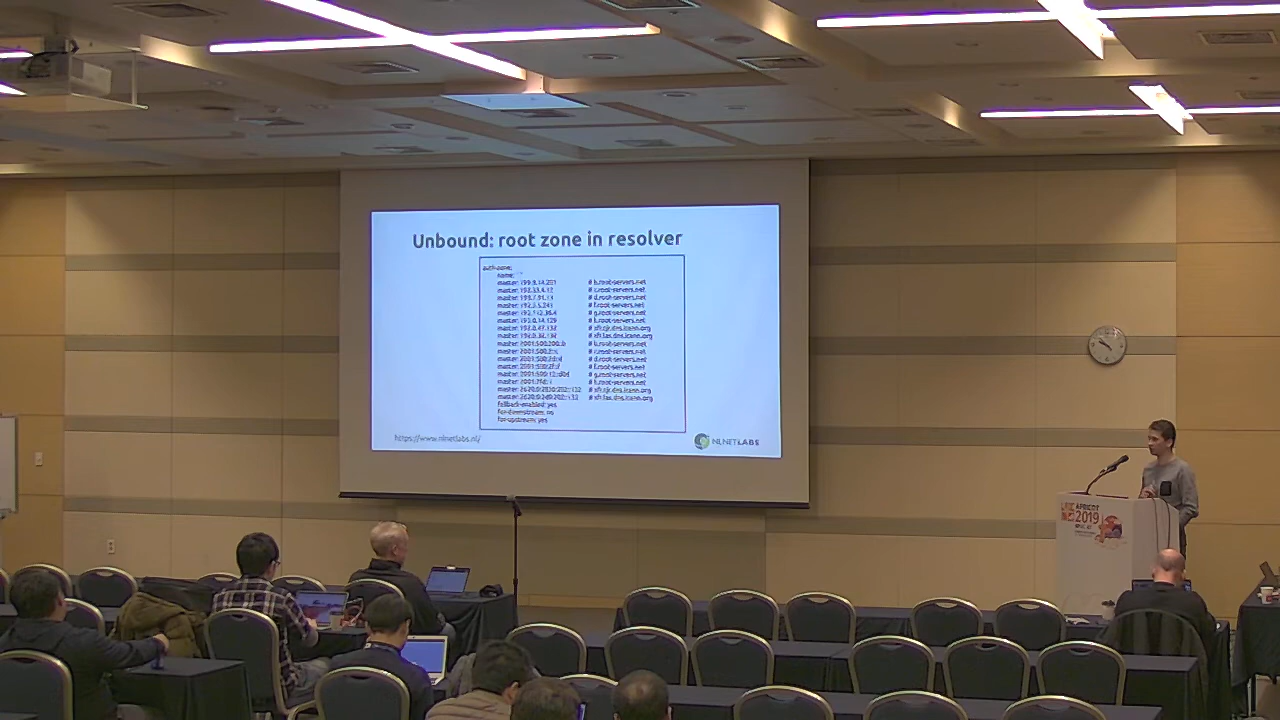 Unbound: root zone in resolver
auth-zone:
name: "."
master: 199.9.14.201 # b.root-servers.net
master: 192.33.4.12 # c.root-servers.net
master: 199.7.91.13 # d.root-servers.net
master: 192.5.5.241 # f.root-servers.net
master: 192.112.36.4 # g.root-servers.net
master: 193.0.14.129 # k.root-servers.net
master: 192.0.47.132 # xfr.cjr.dns.icann.org
master: 192.0.32.132 # xfr.lax.dns.icann.org
master: 2001:500:200::b # b.root-servers.net
master: 2001:500:2::c # c.root-servers.net
master: 2001:500:2d::d # d.root-servers.net
master: 2001:500:2f::f # f.root-servers.net
master: 2001:500:12::d0d # g.root-servers.net
master: 2001:7fd::1 # k.root-servers.net
master: 2620:0:2830:202::132 # xfr.cjr.dns.icann.org
master: 2620:0:2d0:202::132 # xfr.lax.dns.icann.org
fallback-enabled: yes
for-downstream: no
for-upstream: yes
https://www.nlnetlabs.nl/
NLNETLABS
APRICOT
2019